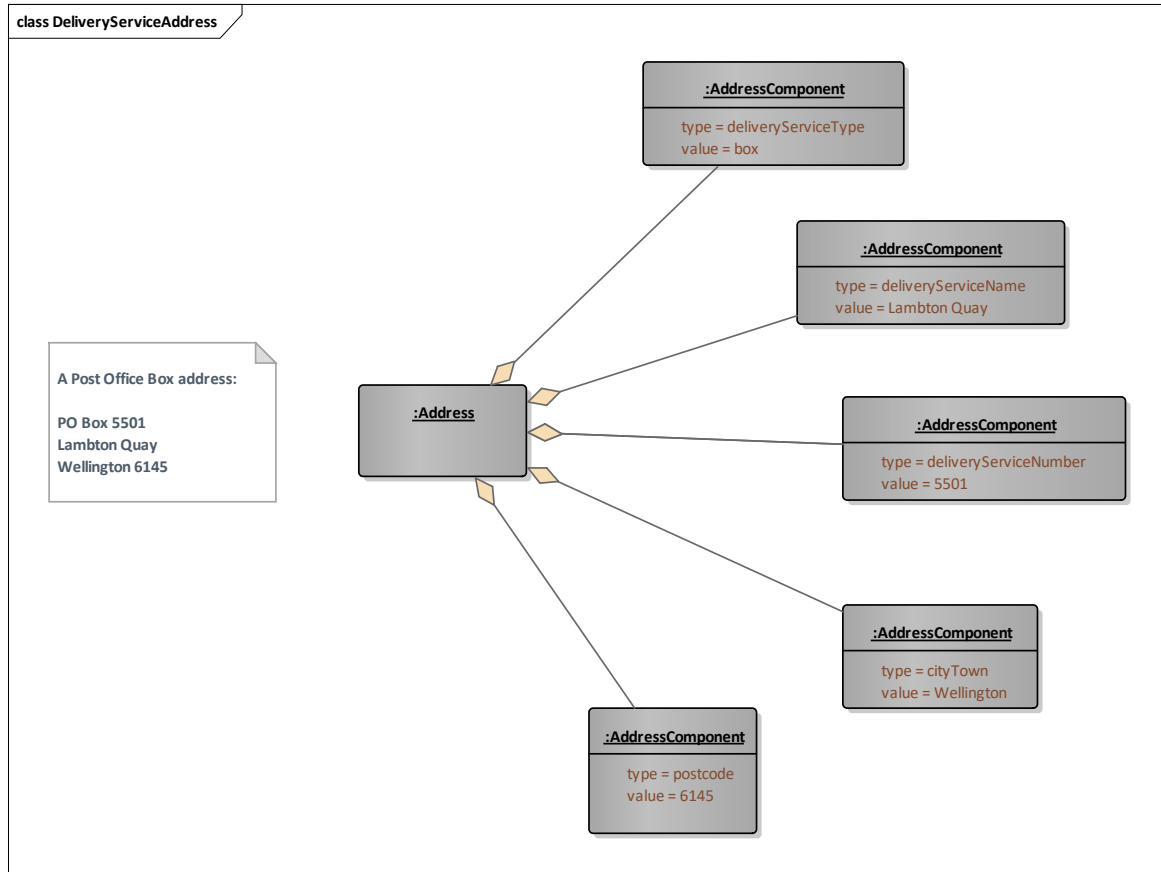 class DeliveryServiceAddress
:AddressComponent
type = deliveryServiceType
value = box
:AddressComponent
type = deliveryServiceName
value = Lambton Quay
A Post Office Box address:
PO Box 5501
Lambton Quay
Wellington 6145
:Address
:AddressComponent
type = deliveryServiceNumber
value = 5501
:AddressComponent
type = cityTown
value = Wellington
:AddressComponent
type = postcode
value = 6145